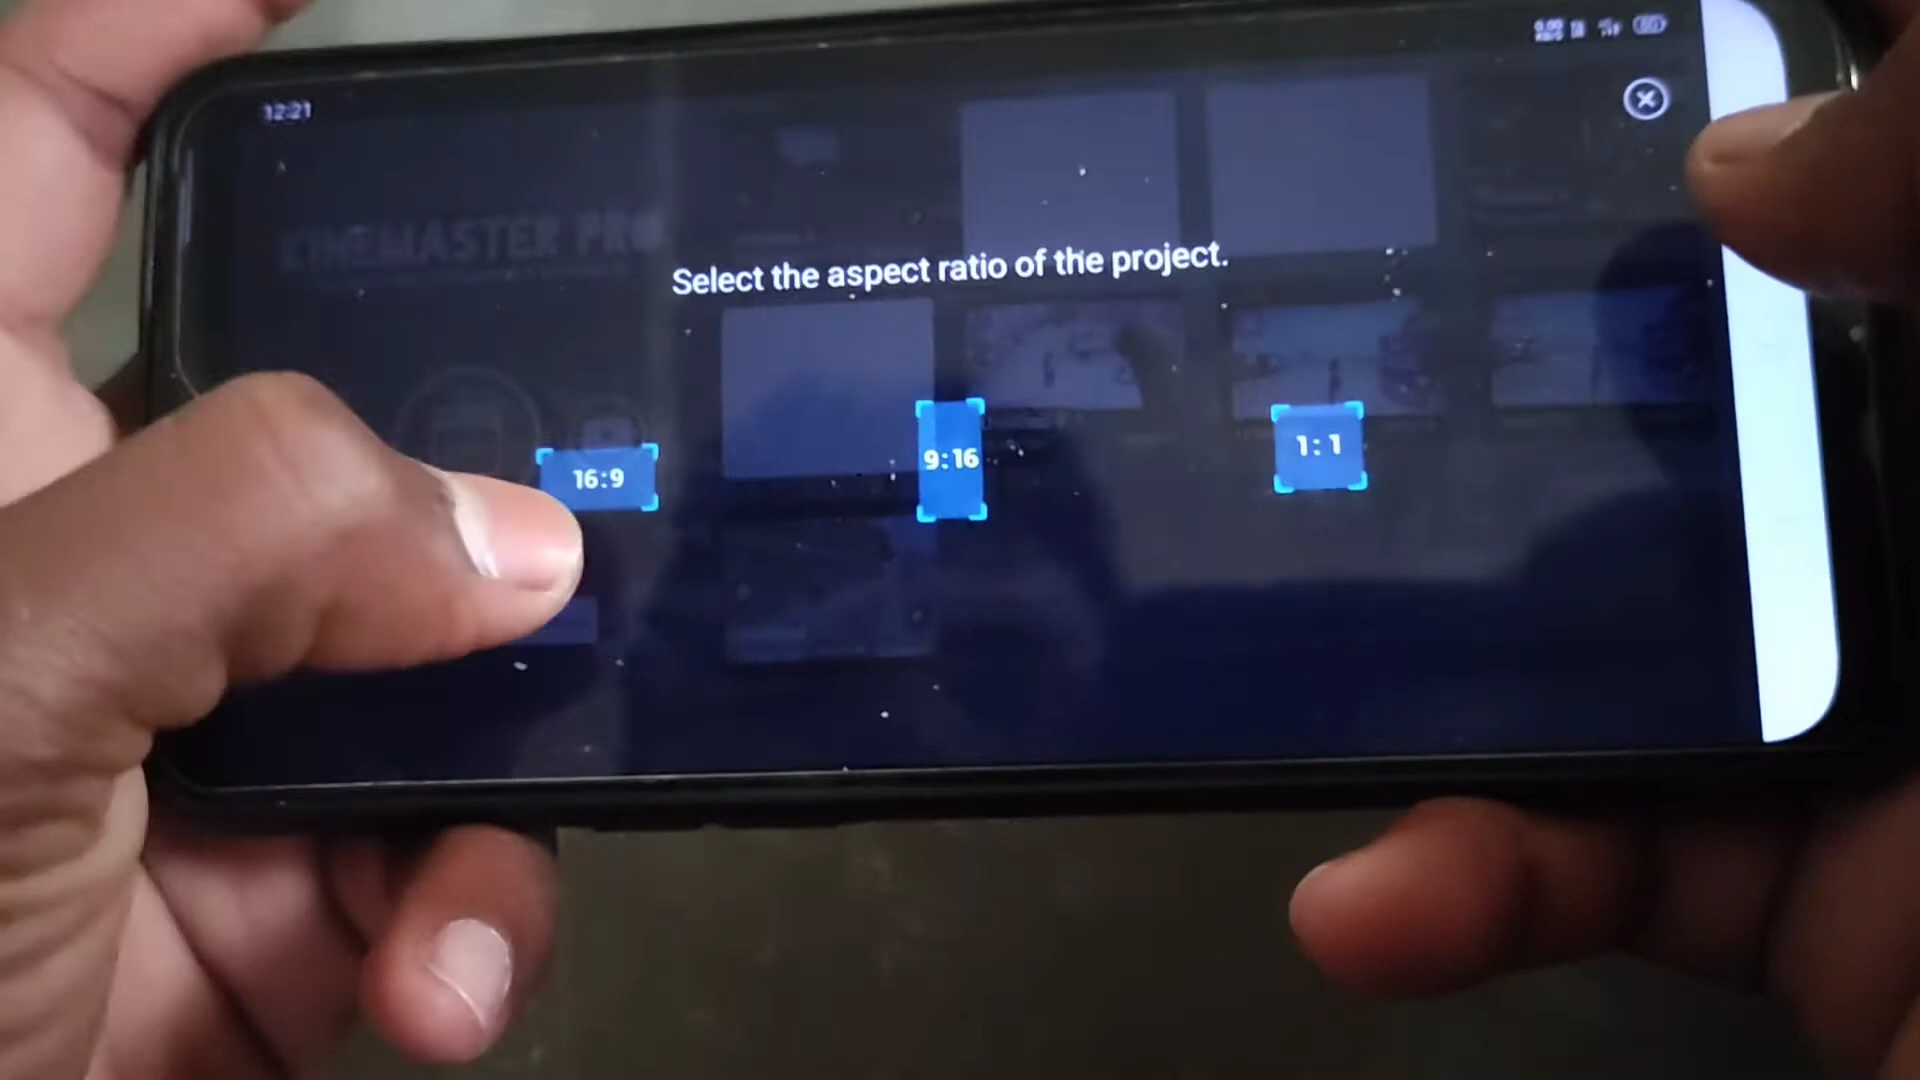 12:21
KINEMASTER PRO
Select the aspect ratio of the project.
16:9
9:16
1:1